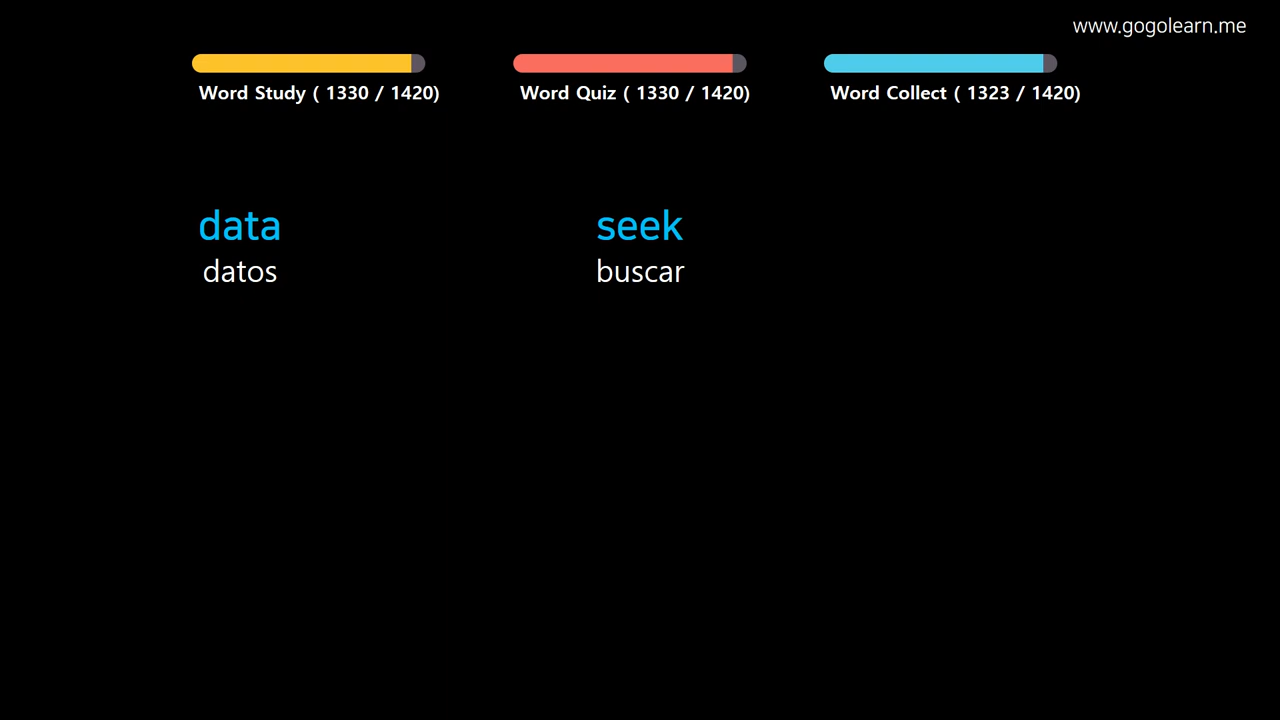 www.gogolearn.me
Word Study ( 1330 / 1420)
Word Quiz ( 1330 / 1420)
Word Collect ( 1323 / 1420)
data
seek
datos
buscar